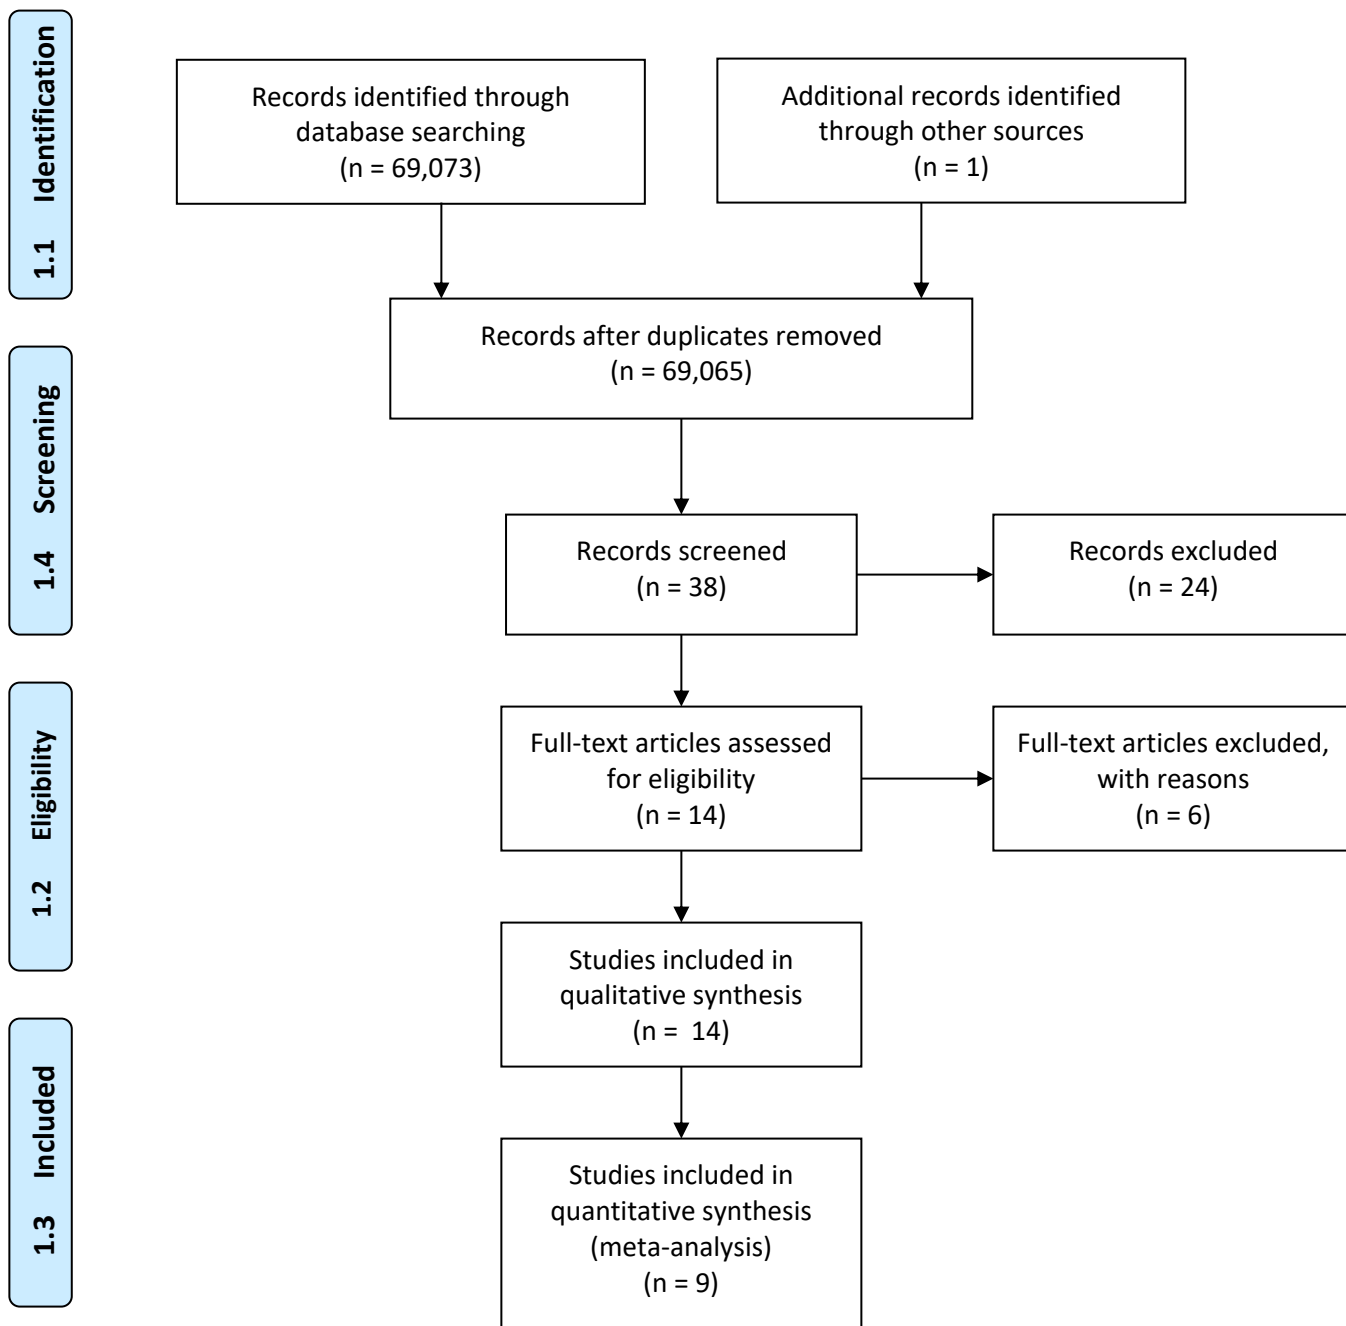 1.1 Identification
Records identified through
database searching
(n = 69,073)
Additional records identified
through other sources
(n = 1)
Records after duplicates removed
(n = 69,065)
1.4 Screening
Records screened
(n = 38)
Records excluded
(n = 24)
1.2 Eligibility
Full-text articles assessed
for eligibility
(n = 14)
Full-text articles excluded,
with reasons
(n = 6)
Studies included in
qualitative synthesis
(n =  14)
1.3 Included
Studies included in
quantitative synthesis
(meta-analysis)
(n = 9)